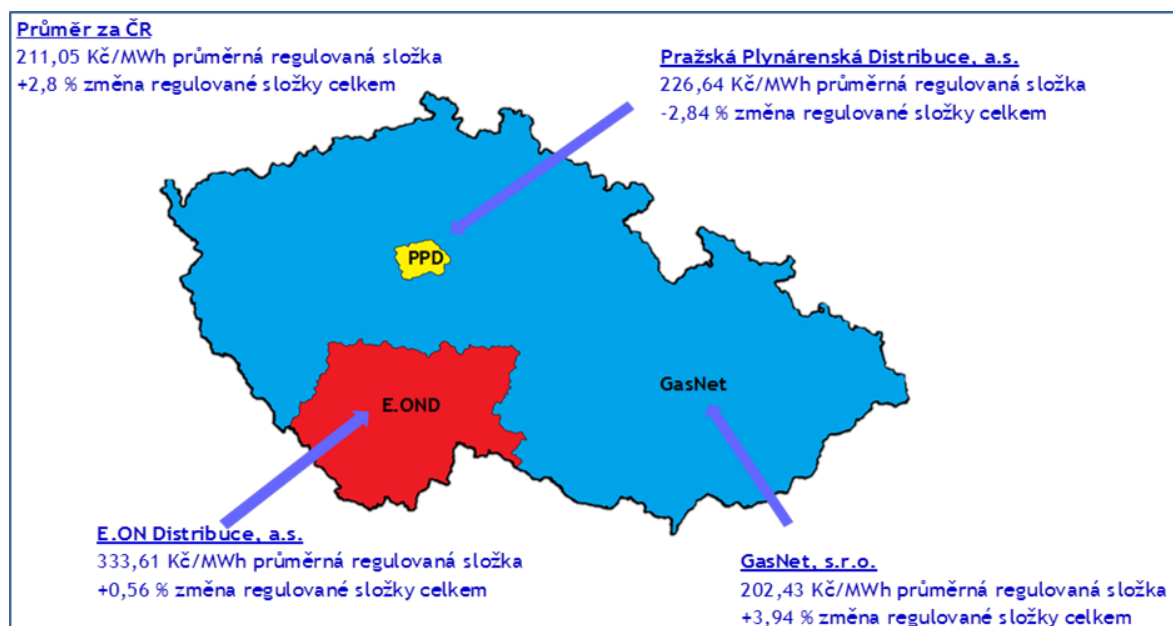 Průměr za ČR
211,05 Kč/MWh průměrná regulovaná složka
+2,8 % změna regulované složky celkem
Pražská Plynárenská Distribuce, a.s.
226,64 Kč/MWh průměrná regulovaná složka
-2,84 % změna regulované složky celkem
PPD
GasNet
E.OND
E.ON Distribuce, a.s.
333,61 Kč/MWh průměrná regulovaná složka
+0,56 % změna regulované složky celkem
GasNet, s.r.o.
202,43 Kč/MWh průměrná regulovaná složka
+3,94 % změna regulované složky celkem